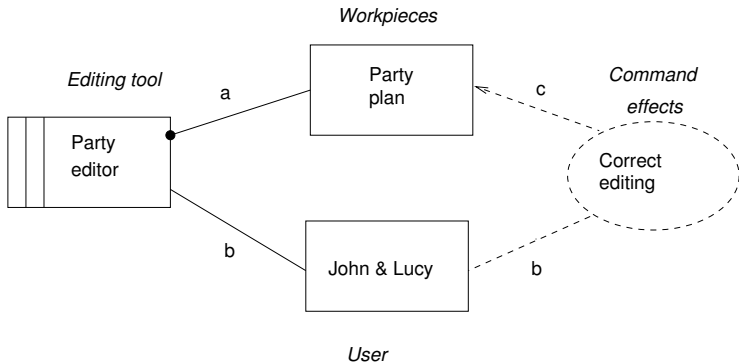 Workpieces
Editing tool
a
Party
plan
c
Command
effects
Party
editor
Correct
editing
b
John & Lucy
b
User